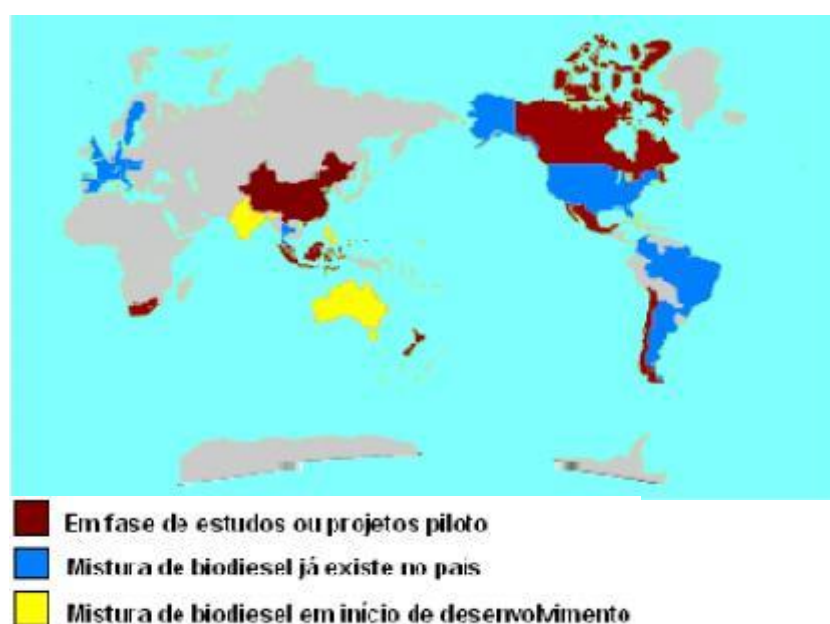 Em fase de estudos ou projetos piloto
Mistura de biodiesel já existe no país
Mistura de biodiesel em início de desenvolvimento